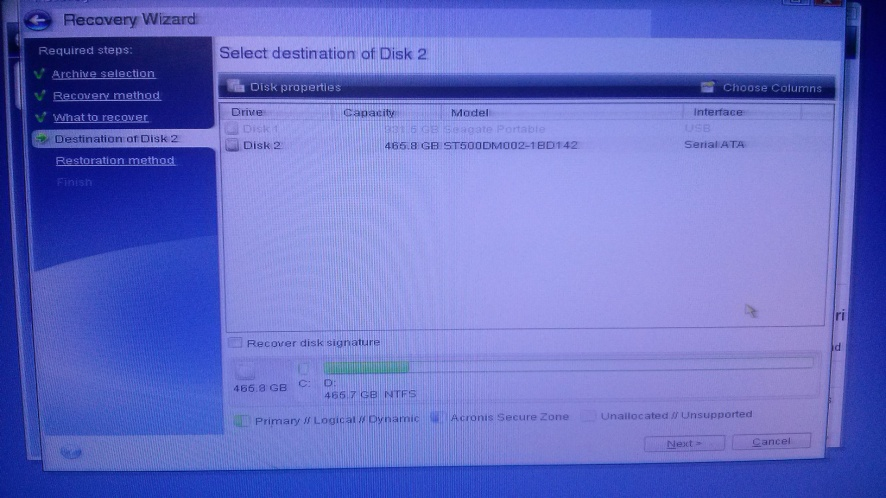 Recovery Wizard
Required steps:
Archive selection
Recovery method
What to recover
Destination of Disk 2
Restoration method
Finish
Select destination of Disk 2
Disk properties
Choose Columns
Drive Capacity Model Interface
Disk 1 931.5 GB Seagate Portable USB
Disk 2 465.8 GB ST500DM002-1BD142 Serial ATA
Recover disk signature
465.8 GB C: D:
465.7 GB NTFS
Primary // Logical // Dynamic Acronis Secure Zone Unallocated // Unsupported
Next > Cancel
ri